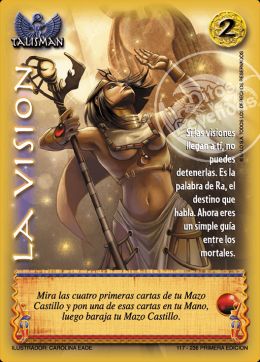 TALISMAN
2
LA VISION
Si las visiones
llegan a tí, no
puedes
detenerlas. Es la
palabra de Ra, el
destino que
habla. Ahora eres
un simple guía
entre los
mortales.
Mira las cuatro primeras cartas de tu Mazo
Castillo y pon una de esas cartas en tu Mano,
luego baraja tu Mazo Castillo.
ILUSTRADOR: CAROLINA EADE
117 - 236 PRIMERA EDICION